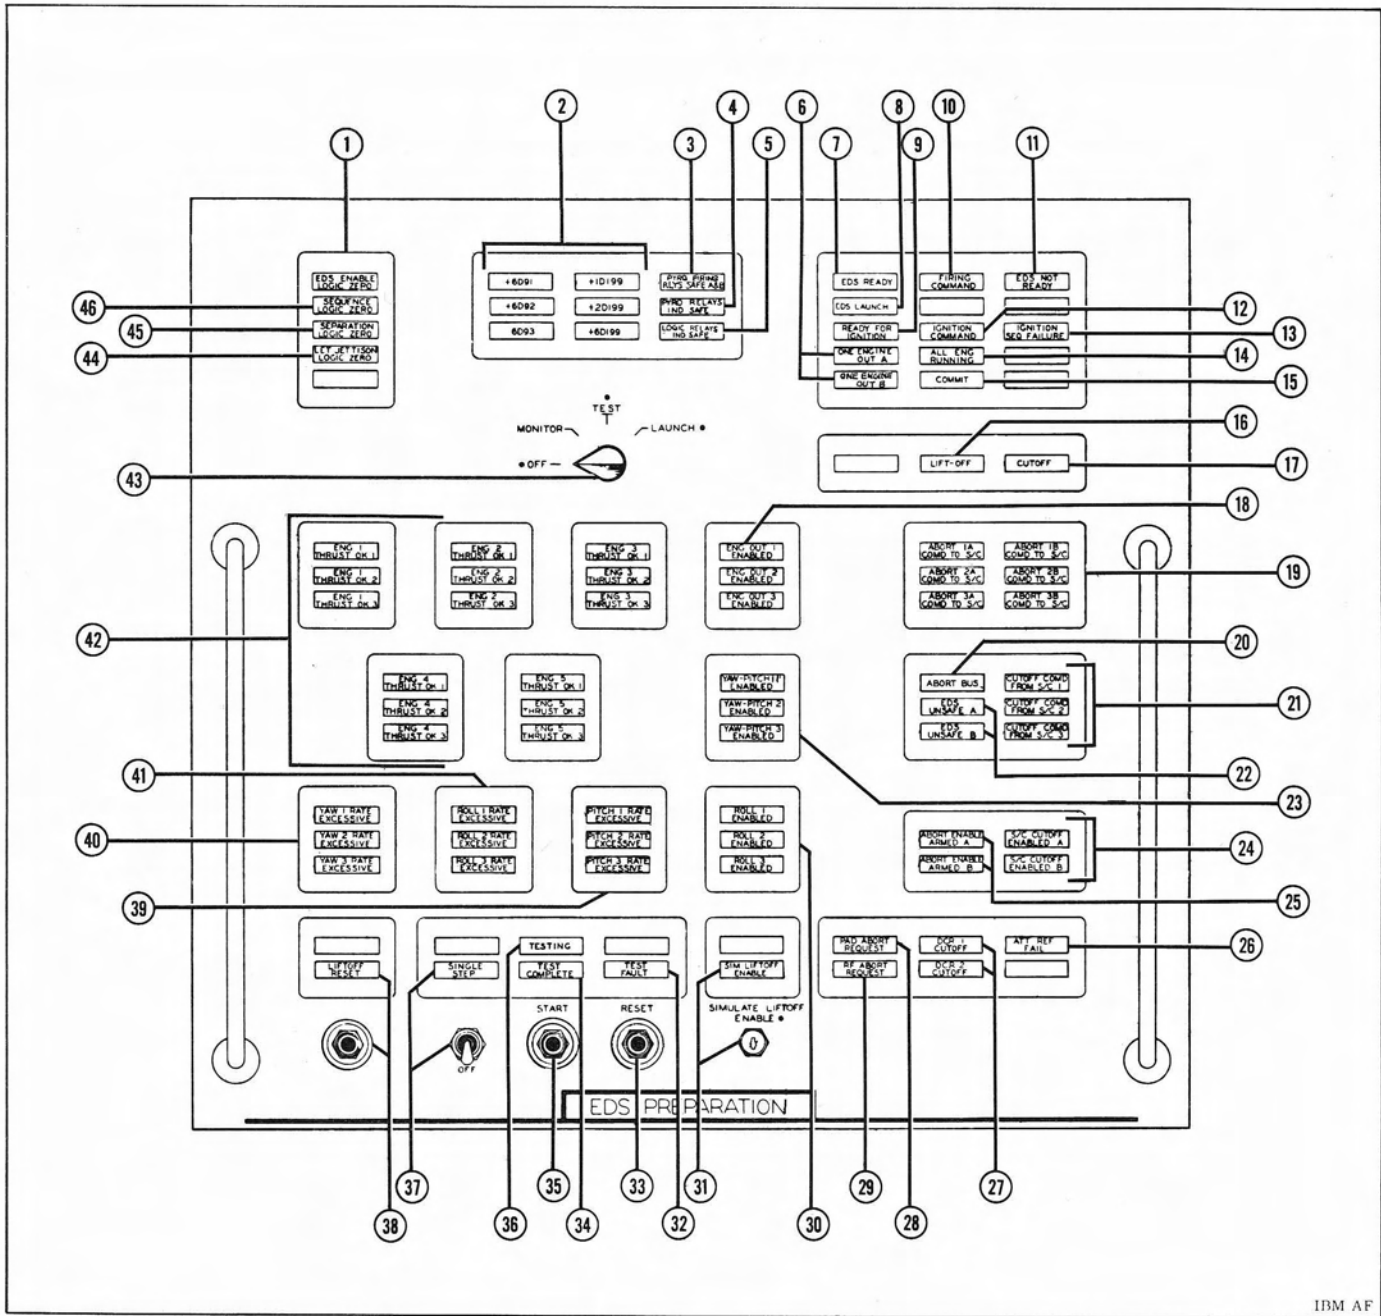 2
1
3
4
5
6
7
8
9
10
11
EDS ENABLE
LOGIC ZERO
SEQUENCE
LOGIC ZERO
SEPARATION
LOGIC ZERO
LET JETTISON
LOGIC ZERO
46
45
44
+6D91
+1D199
+6D92
+2D199
6D93
+6D199
PYRO FIRING
RLYS SAFE A&B
PYRO RELAYS
IND SAFE
LOGIC RELAYS
IND SAFE
EDS READY
FIRING
COMMAND
EDS NOT
READY
EDS LAUNCH
READY FOR
IGNITION
IGNITION
COMMAND
IGNITION
SEQ FAILURE
ONE ENGINE
OUT A
ALL ENG
RUNNING
ONE ENGINE
OUT B
COMMIT
12
13
14
15
TEST
MONITOR
LAUNCH
OFF
43
LIFT-OFF
CUTOFF
16
17
18
ENG 1
THRUST OK 1
ENG 1
THRUST OK 2
ENG 1
THRUST OK 3
ENG 2
THRUST OK 1
ENG 2
THRUST OK 2
ENG 2
THRUST OK 3
ENG 3
THRUST OK 1
ENG 3
THRUST OK 2
ENG 3
THRUST OK 3
ENG OUT 1
ENABLED
ENG OUT 2
ENABLED
ENG OUT 3
ENABLED
ABORT 1A
COMD TO S/C
ABORT 1B
COMD TO S/C
ABORT 2A
COMD TO S/C
ABORT 2B
COMD TO S/C
ABORT 3A
COMD TO S/C
ABORT 3B
COMD TO S/C
19
42
ENG 4
THRUST OK 1
ENG 4
THRUST OK 2
ENG 4
THRUST OK 3
ENG 5
THRUST OK 1
ENG 5
THRUST OK 2
ENG 5
THRUST OK 3
YAW-PITCH 1
ENABLED
YAW-PITCH 2
ENABLED
YAW-PITCH 3
ENABLED
ABORT BUS
CUTOFF COMD
FROM S/C 1
EDS
UNSAFE A
CUTOFF COMD
FROM S/C 2
EDS
UNSAFE B
CUTOFF COMD
FROM S/C 3
20
21
22
23
41
40
39
YAW 1 RATE
EXCESSIVE
YAW 2 RATE
EXCESSIVE
YAW 3 RATE
EXCESSIVE
ROLL 1 RATE
EXCESSIVE
ROLL 2 RATE
EXCESSIVE
ROLL 3 RATE
EXCESSIVE
PITCH 1 RATE
EXCESSIVE
PITCH 2 RATE
EXCESSIVE
PITCH 3 RATE
EXCESSIVE
ROLL 1
ENABLED
ROLL 2
ENABLED
ROLL 3
ENABLED
ABORT ENABLE
ARMED A
S/C CUTOFF
ENABLED A
ABORT ENABLE
ARMED B
S/C CUTOFF
ENABLED B
24
25
LIFTOFF
RESET
SINGLE
STEP
TESTING
TEST
COMPLETE
TEST
FAULT
SIM LIFTOFF
ENABLE
PAD ABORT
REQUEST
DCR 1
CUTOFF
ATT REF
FAIL
RF ABORT
REQUEST
DCR 2
CUTOFF
26
OFF
START
RESET
SIMULATE LIFTOFF
ENABLE
EDS PREPARATION
38
37
36
35
34
33
32
31
30
29
28
27
IBM AF